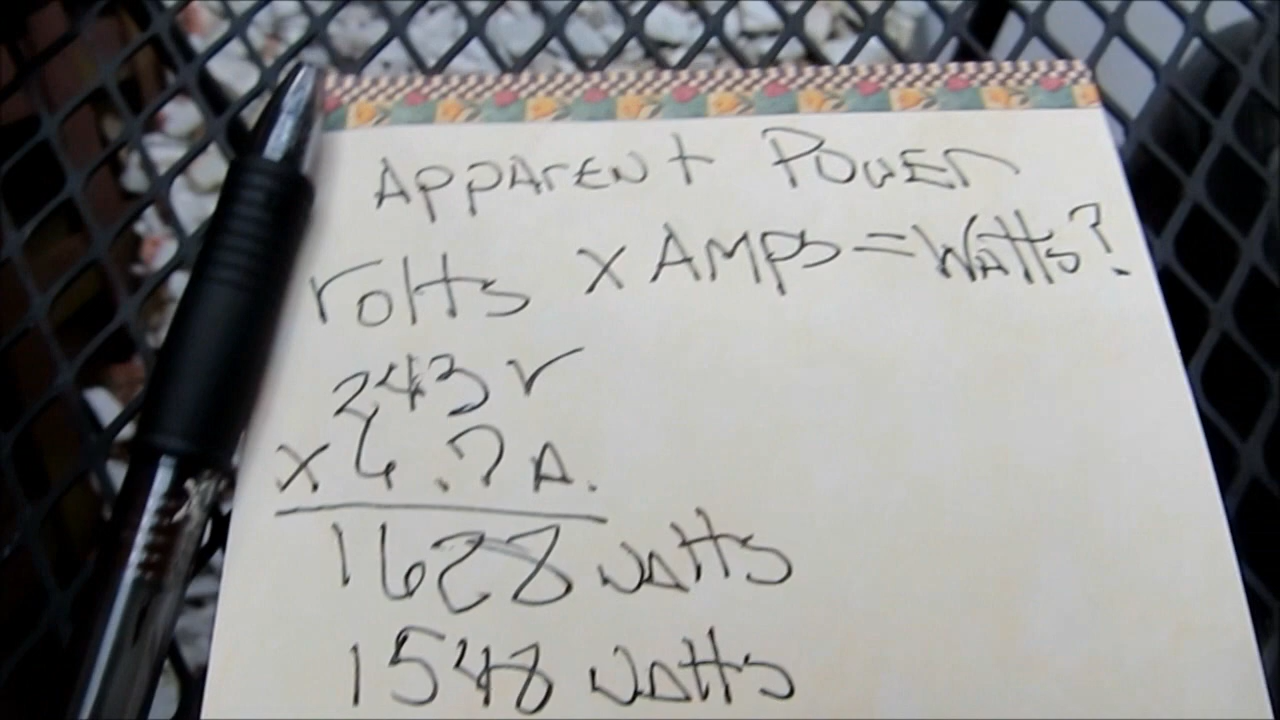 Apparent Power
Volts x Amps = Watts?
243 V
x 6.7 A.
1628 Watts
1548 Watts